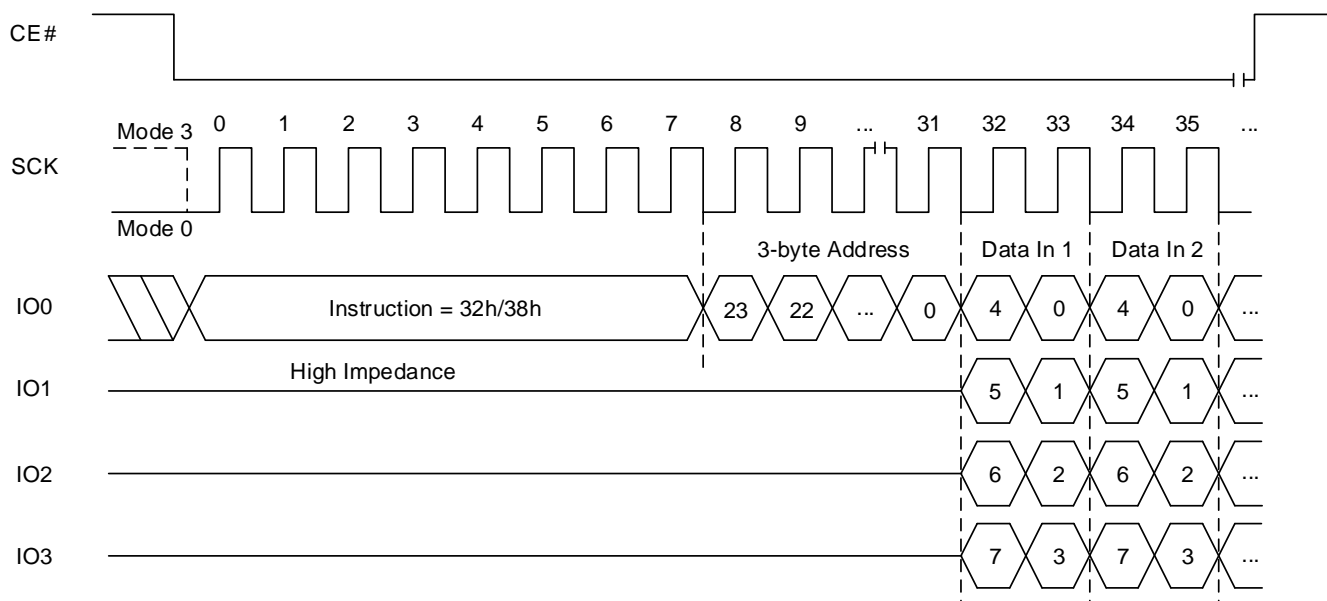 CE#
Mode 3 0 1 2 3 4 5 6 7 8 9 ... 31 32 33 34 35 ...
SCK
Mode 0
3-byte Address Data In 1 Data In 2
IO0 Instruction = 32h/38h 23 22 ... 0 4 0 4 0 ...
High Impedance
IO1 5 1 5 1 ...
IO2 6 2 6 2 ...
IO3 7 3 7 3 ...